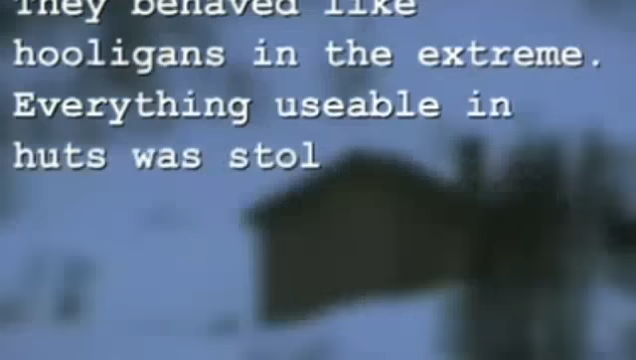 They behaved like
hooligans in the extreme.
Everything useable in
huts was stol